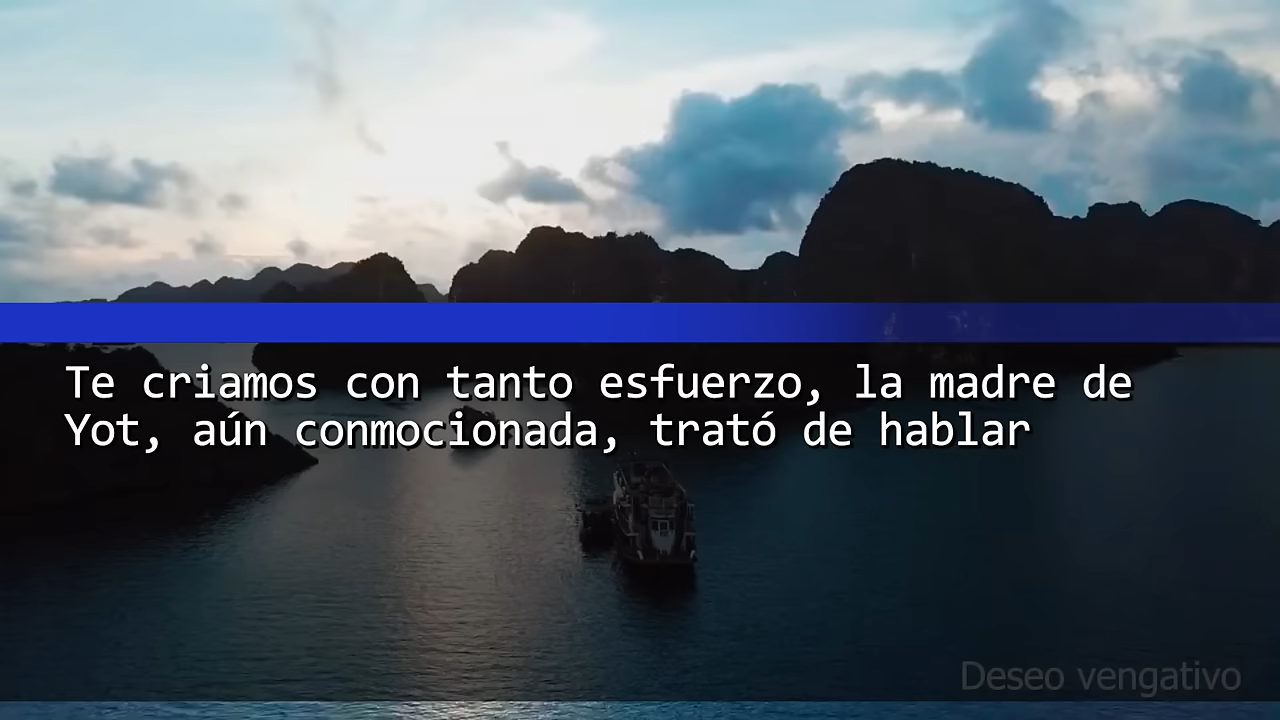 Te criamos con tanto esfuerzo, la madre de
Yot, aún conmocionada, trató de hablar
Deseo vengativo